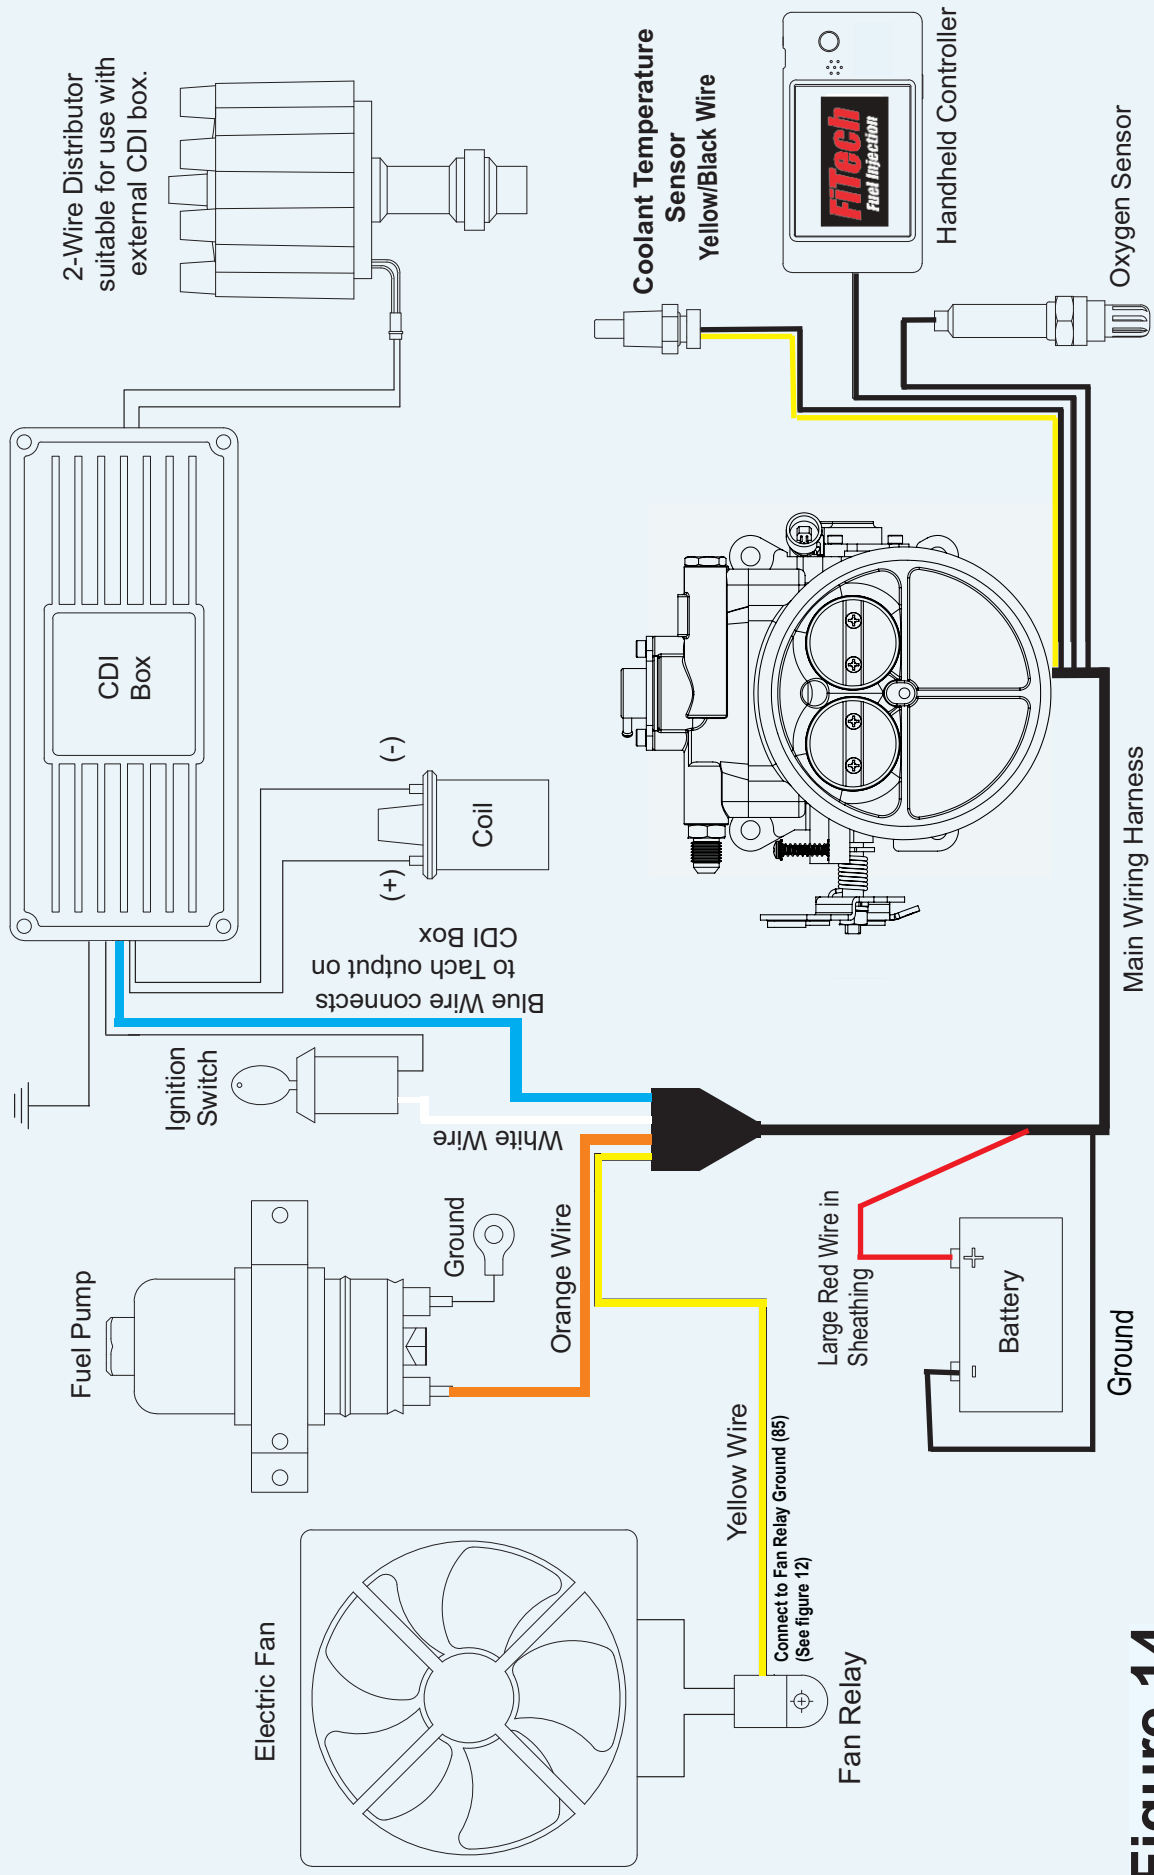 2-Wire Distributor
suitable for use with
external CDI box.
CDI
Box
(+)
(-)
Coil
Blue Wire connects
to Tach output on
CDI Box
Ignition
Switch
White Wire
Fuel Pump
Ground
Orange Wire
Electric Fan
Yellow Wire
Connect to Fan Relay Ground (85)
(See figure 12)
Fan Relay
Coolant Temperature
Sensor
Yellow/Black Wire
FiTech
Fuel Injection
Handheld Controller
Oxygen Sensor
Main Wiring Harness
Large Red Wire in
Sheathing
- +
Battery
Ground
Figure 14